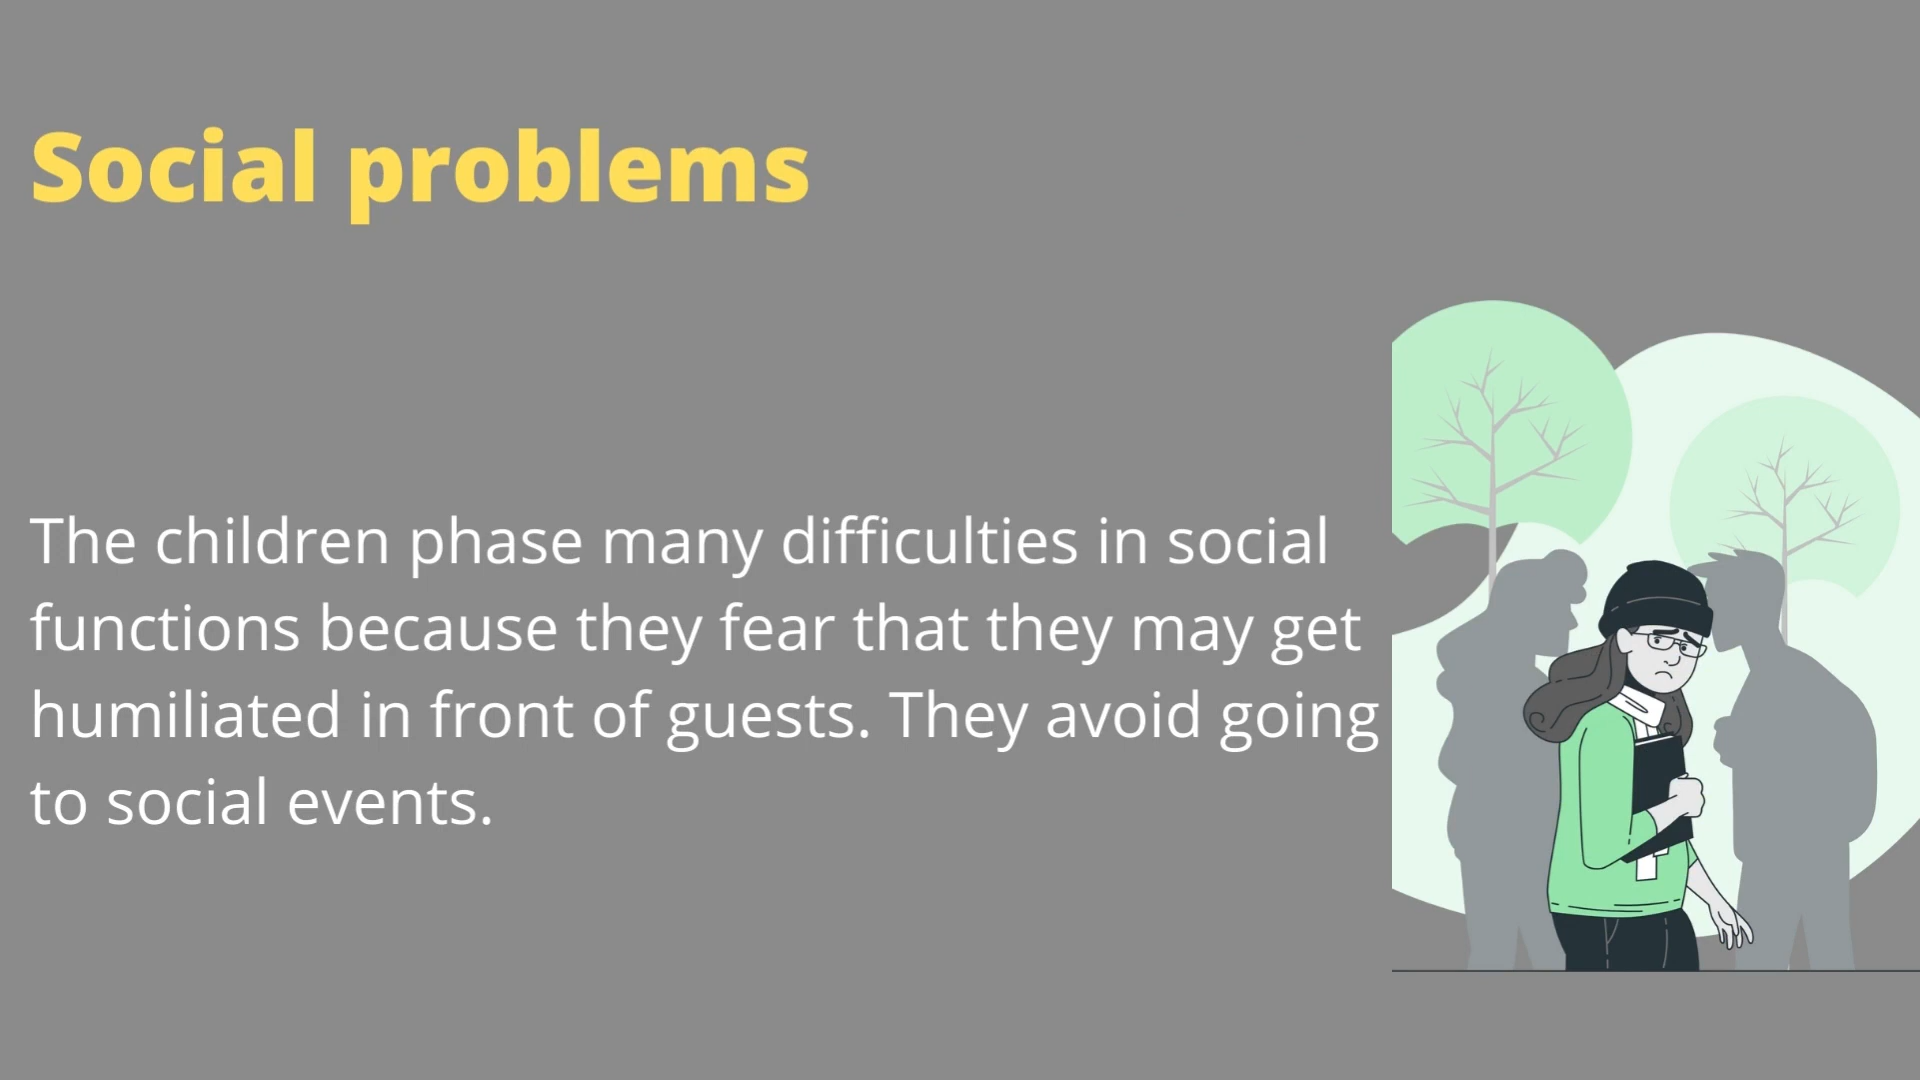 Social problems
The children phase many difficulties in social
functions because they fear that they may get
humiliated in front of guests. They avoid going
to social events.